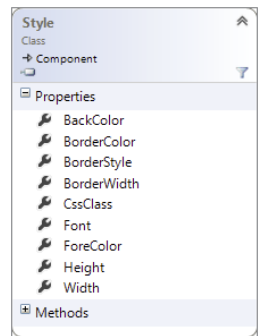 Style
Class
Component
Properties
BackColor
BorderColor
BorderStyle
BorderWidth
CssClass
Font
ForeColor
Height
Width
Methods